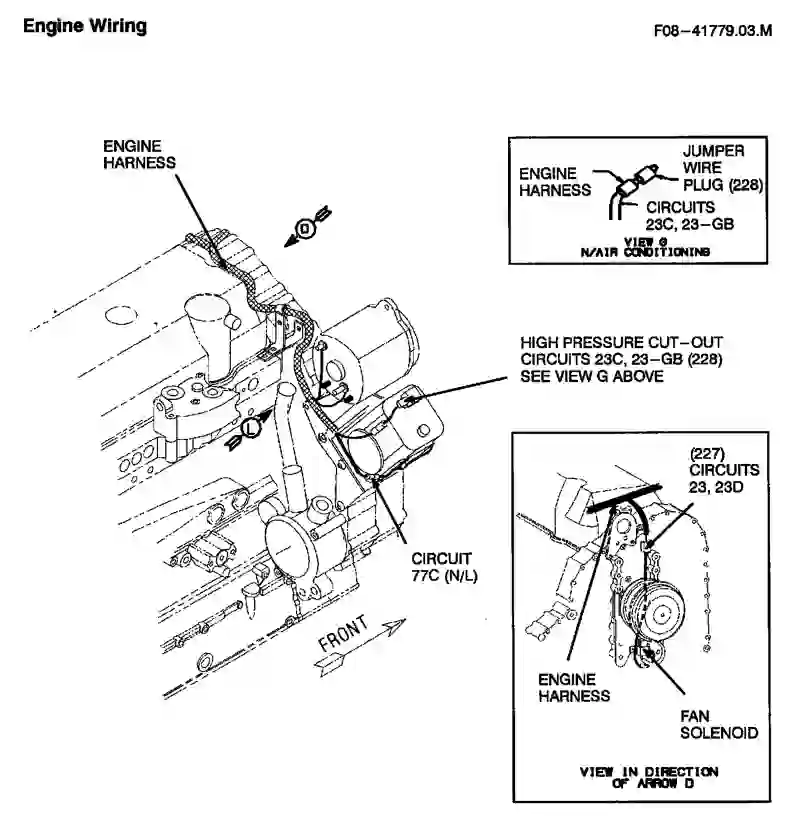 Engine Wiring
F08-41779.03.M
ENGINE
HARNESS
D
JUMPER
WIRE
PLUG (228)
ENGINE
HARNESS
CIRCUITS
23C, 23-GB
VIEW G
N/AIR CONDITIONING
HIGH PRESSURE CUT-OUT
CIRCUITS 23C, 23-GB (228)
SEE VIEW G ABOVE
L
CIRCUIT
77C (N/L)
FRONT
(227)
CIRCUITS
23, 23D
ENGINE
HARNESS
FAN
SOLENOID
VIEW IN DIRECTION
OF ARROW D